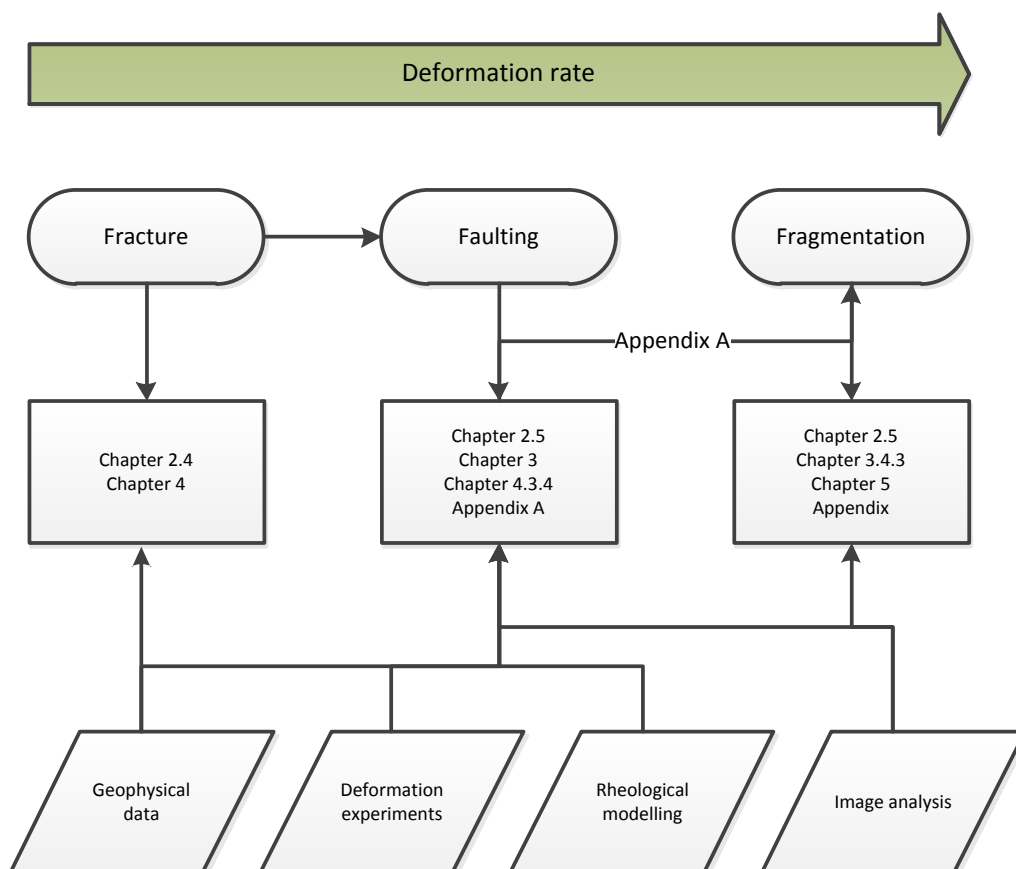 Deformation rate
Fracture
Faulting
Fragmentation
Appendix A
Chapter 2.4
Chapter 4
Chapter 2.5
Chapter 3
Chapter 4.3.4
Appendix A
Chapter 2.5
Chapter 3.4.3
Chapter 5
Appendix
Geophysical
data
Deformation
experiments
Rheological
modelling
Image analysis